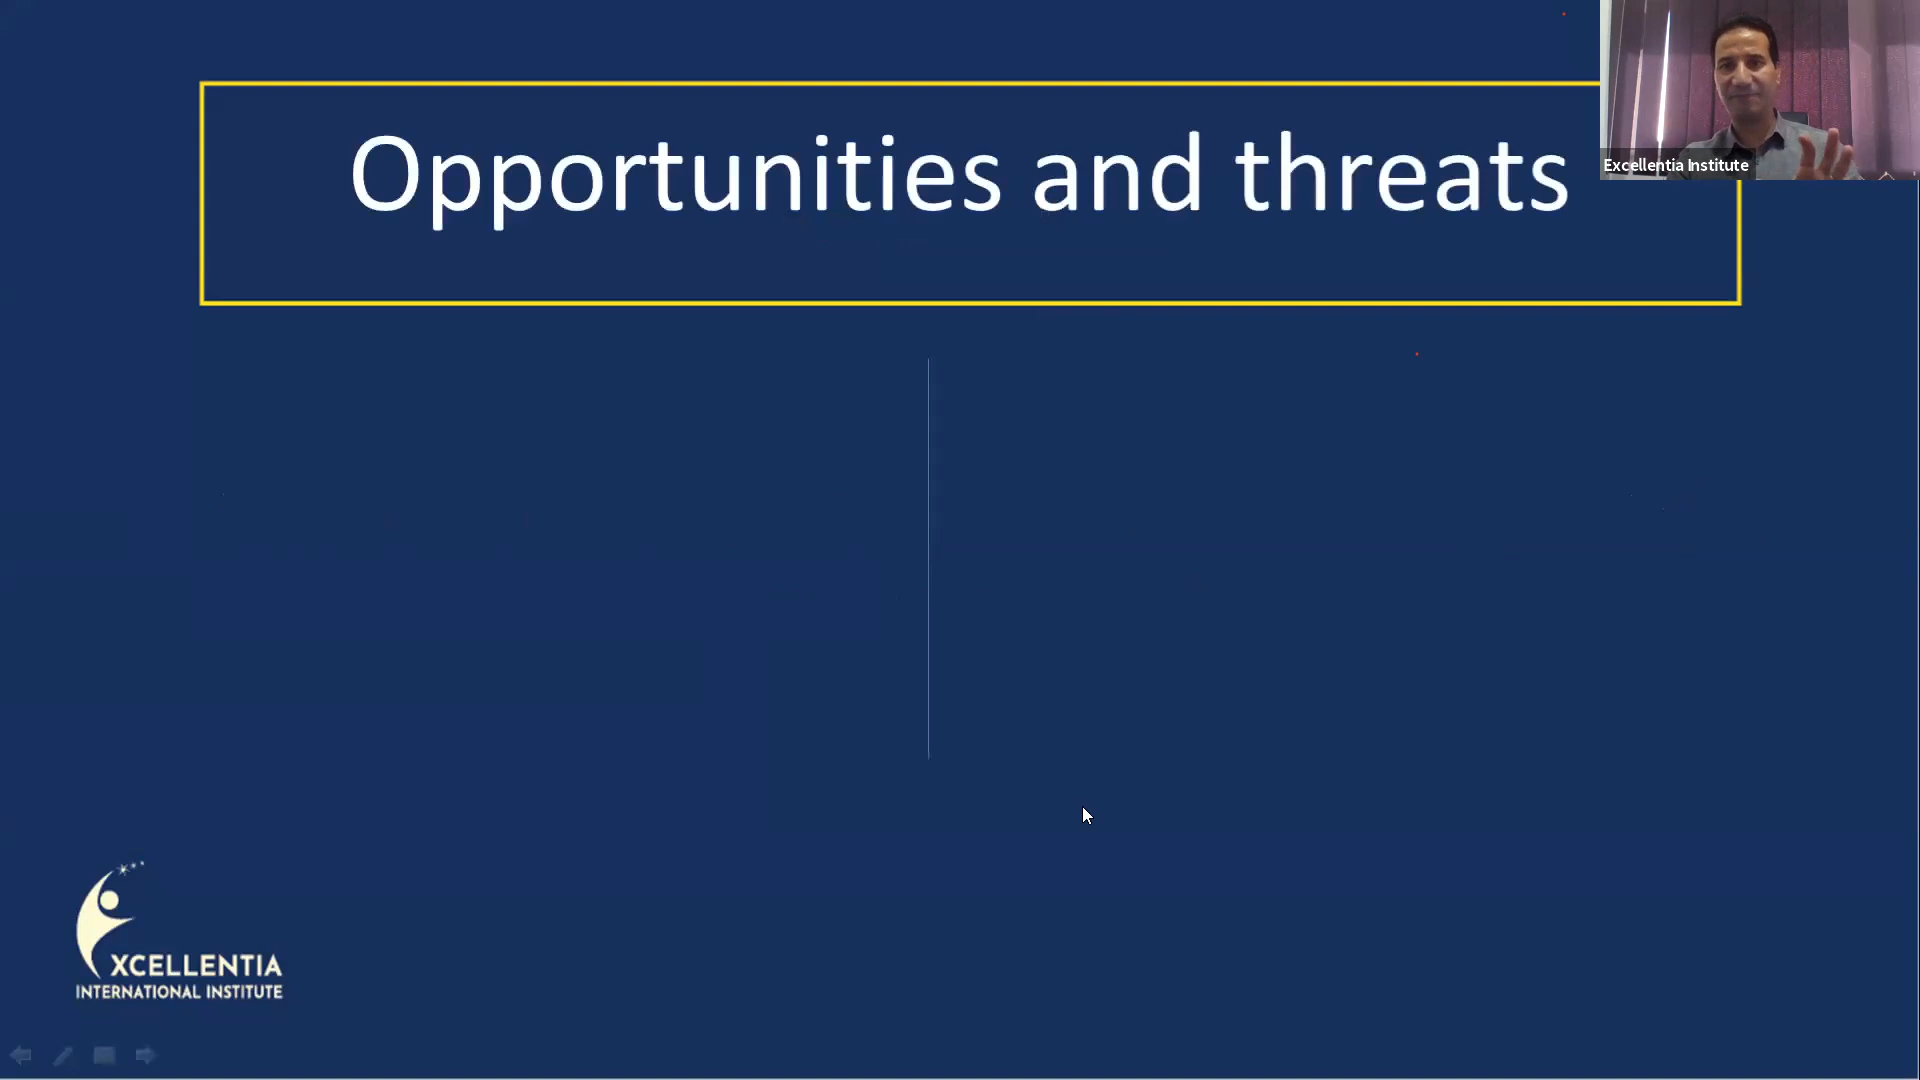 Opportunities and threats
Excellentia Institute
XCELLENTIA
INTERNATIONAL INSTITUTE